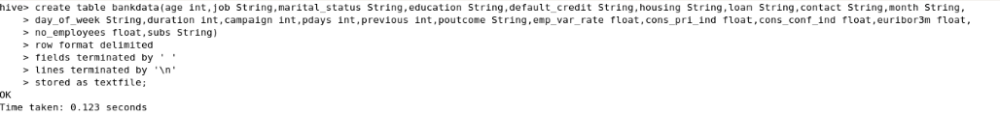 hive> create table bankdata(age int,job String,marital_status String,education String,default_credit String,housing String,loan String,contact String,month String,
    > day_of_week String,duration int,campaign int,pdays int,previous int,poutcome String,emp_var_rate float,cons_pri_ind float,cons_conf_ind float,euribor3m float,
    > no_employees float,subs String)
    > row format delimited
    > fields terminated by ' '
    > lines terminated by '\n'
    > stored as textfile;
OK
Time taken: 0.123 seconds